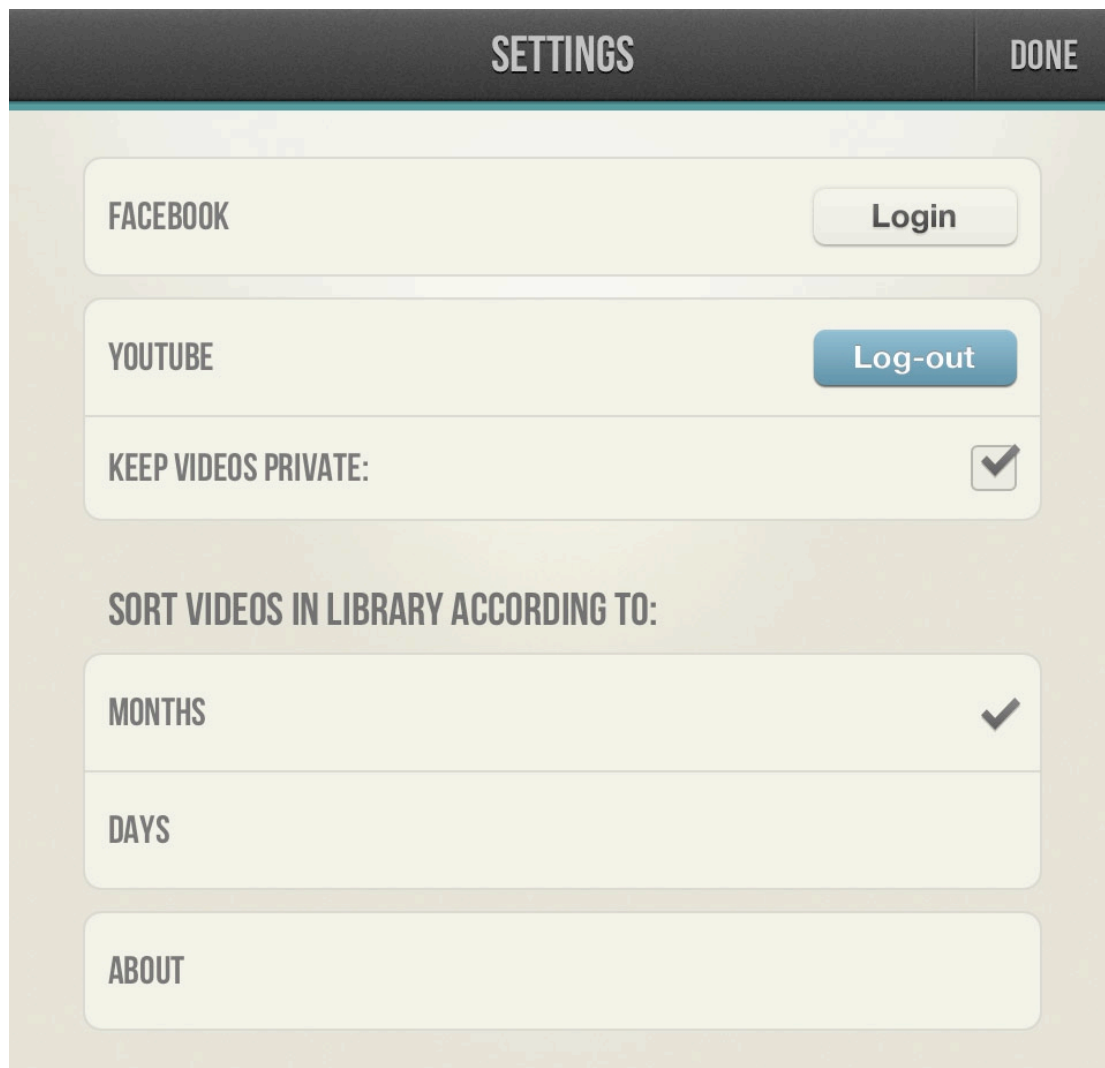 SETTINGS DONE
FACEBOOK Login
YOUTUBE Log-out
KEEP VIDEOS PRIVATE:
SORT VIDEOS IN LIBRARY ACCORDING TO:
MONTHS
DAYS
ABOUT